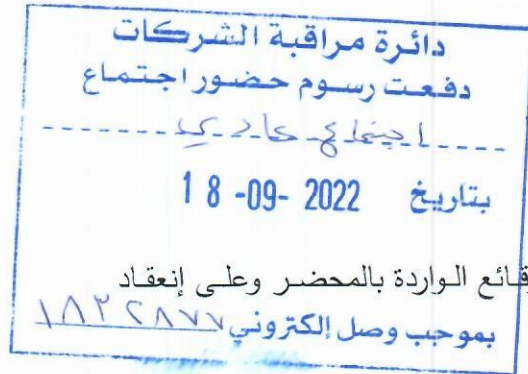 دائرة مراقبة الشركات
دفعت رسوم حضور اجتماع
اجتماع عادي
بتاريخ 18-09-2022
الواردة بالمحضر وعلى إنعقاد
بموجب وصل إلكتروني ١٨٣٢٨٧٧